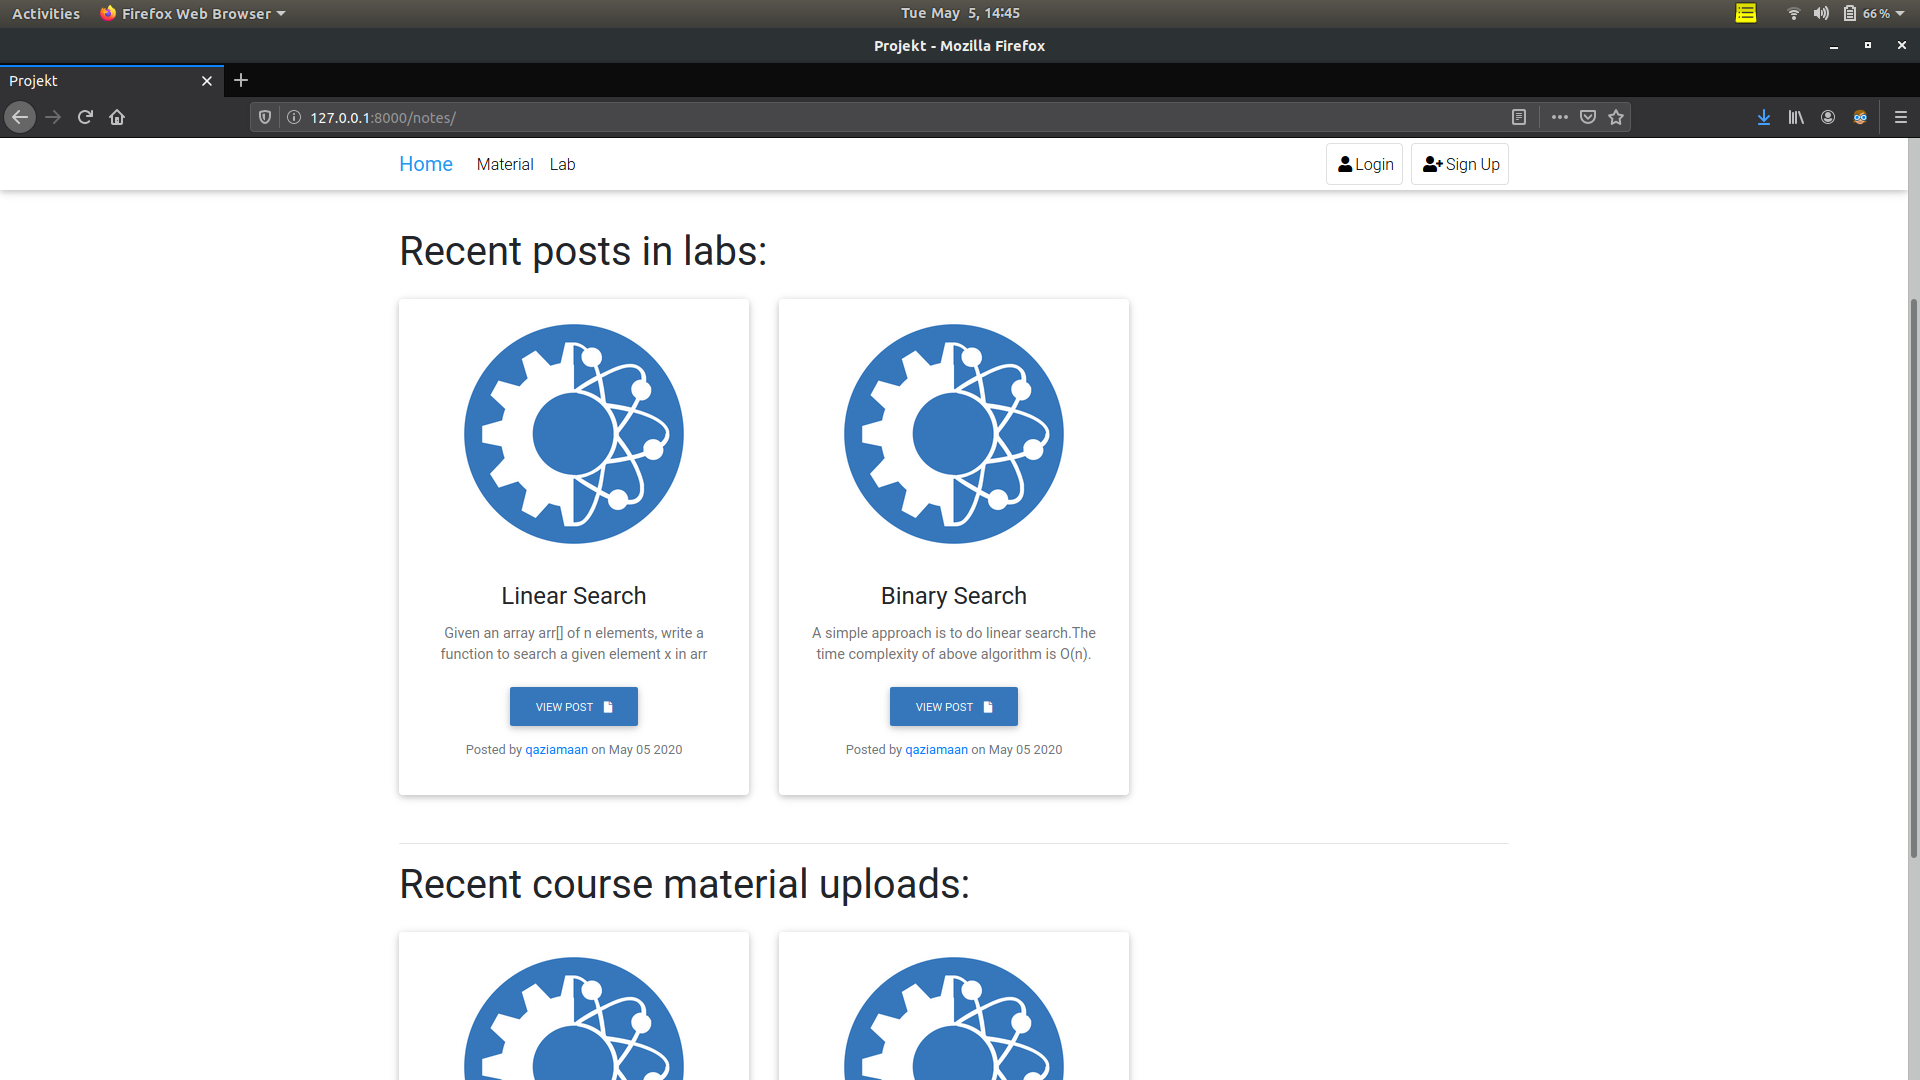 Activities Firefox Web Browser Tue May 5, 14:45 66%
Projekt - Mozilla Firefox
Projekt
127.0.0.1:8000/notes/
Home Material Lab Login Sign Up
Recent posts in labs:
Linear Search
Given an array arr[] of n elements, write a
function to search a given element x in arr
VIEW POST
Posted by qaziamaan on May 05 2020
Binary Search
A simple approach is to do linear search.The
time complexity of above algorithm is O(n).
VIEW POST
Posted by qaziamaan on May 05 2020
Recent course material uploads: